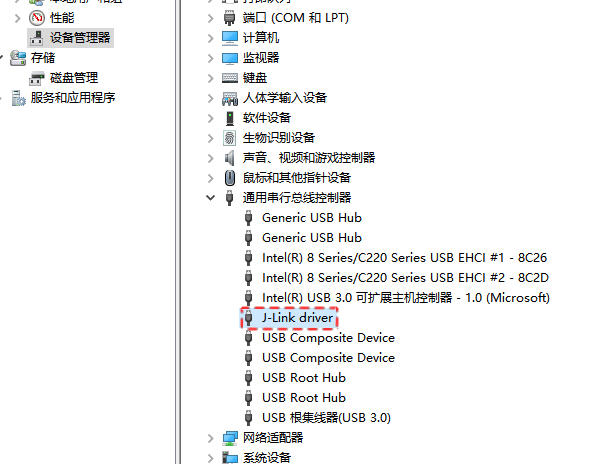 性能
设备管理器
存储
磁盘管理
服务和应用程序
端口 (COM 和 LPT)
计算机
监视器
键盘
人体学输入设备
软件设备
生物识别设备
声音、视频和游戏控制器
鼠标和其他指针设备
通用串行总线控制器
Generic USB Hub
Generic USB Hub
Intel(R) 8 Series/C220 Series USB EHCI #1 - 8C26
Intel(R) 8 Series/C220 Series USB EHCI #2 - 8C2D
Intel(R) USB 3.0 可扩展主机控制器 - 1.0 (Microsoft)
J-Link driver
USB Composite Device
USB Composite Device
USB Root Hub
USB Root Hub
USB 根集线器(USB 3.0)
网络适配器
系统设备